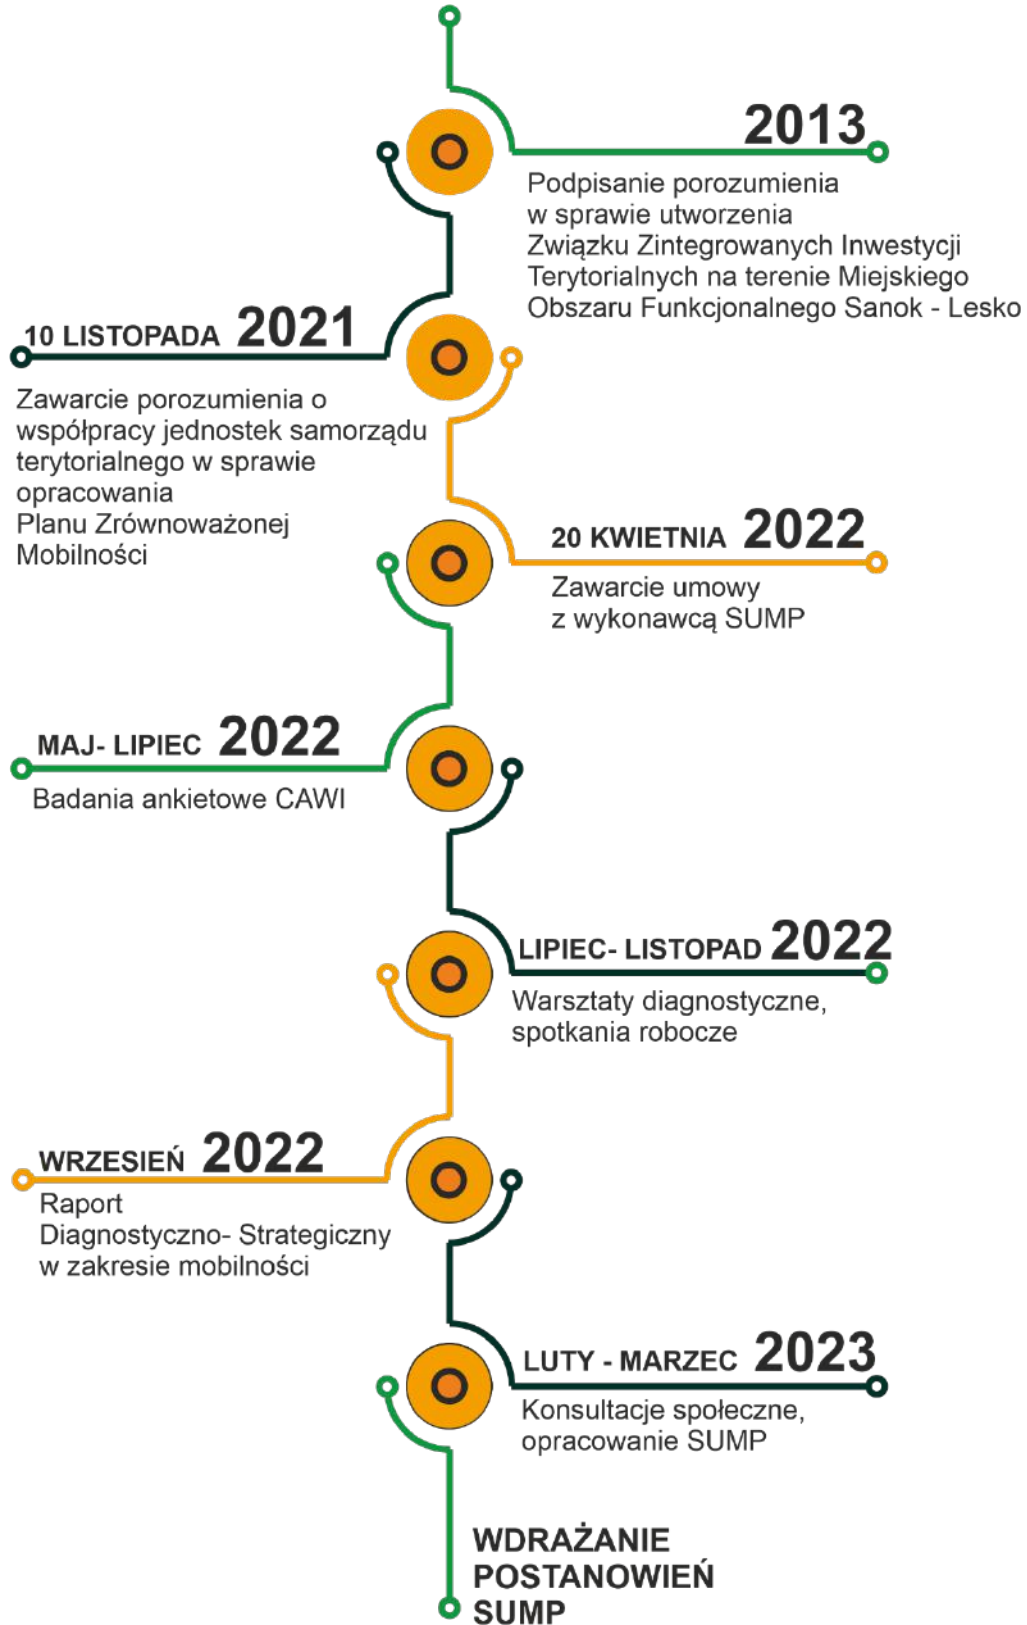 2013
Podpisanie porozumienia
w sprawie utworzenia
Związku Zintegrowanych Inwestycji
Terytorialnych na terenie Miejskiego
Obszaru Funkcjonalnego Sanok - Lesko
10 LISTOPADA 2021
Zawarcie porozumienia o
współpracy jednostek samorządu
terytorialnego w sprawie
opracowania
Planu Zrównoważonej
Mobilności
20 KWIETNIA 2022
Zawarcie umowy
z wykonawcą SUMP
MAJ- LIPIEC 2022
Badania ankietowe CAWI
LIPIEC- LISTOPAD 2022
Warsztaty diagnostyczne,
spotkania robocze
WRZESIEŃ 2022
Raport
Diagnostyczno- Strategiczny
w zakresie mobilności
LUTY - MARZEC 2023
Konsultacje społeczne,
opracowanie SUMP
WDRAŻANIE
POSTANOWIEŃ
SUMP